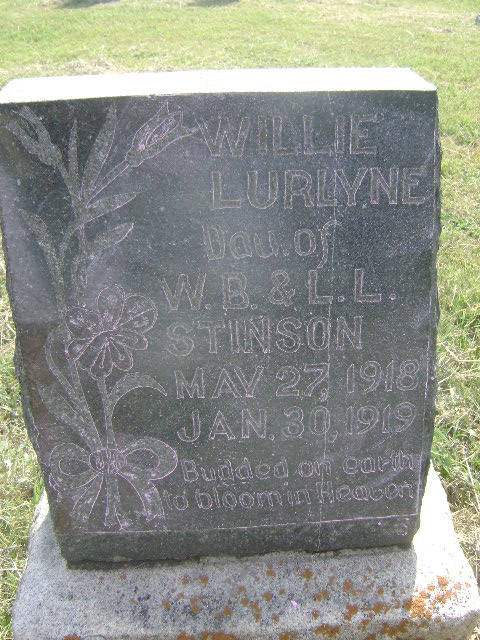 WILLIE
LURLYNE
Dau. of
W.B. & L.L.
STINSON
MAY 27, 1918
JAN. 30, 1919
Budded on earth
to bloom in Heaven